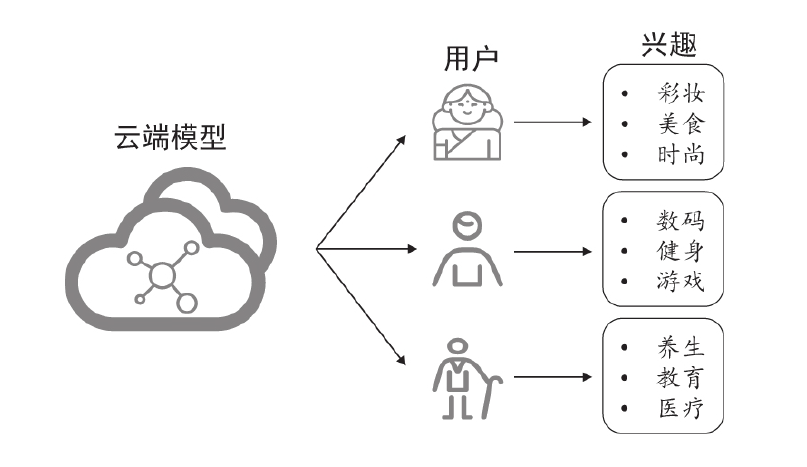 云端模型
用户
兴趣
• 彩妆
• 美食
• 时尚
• 数码
• 健身
• 游戏
• 养生
• 教育
• 医疗